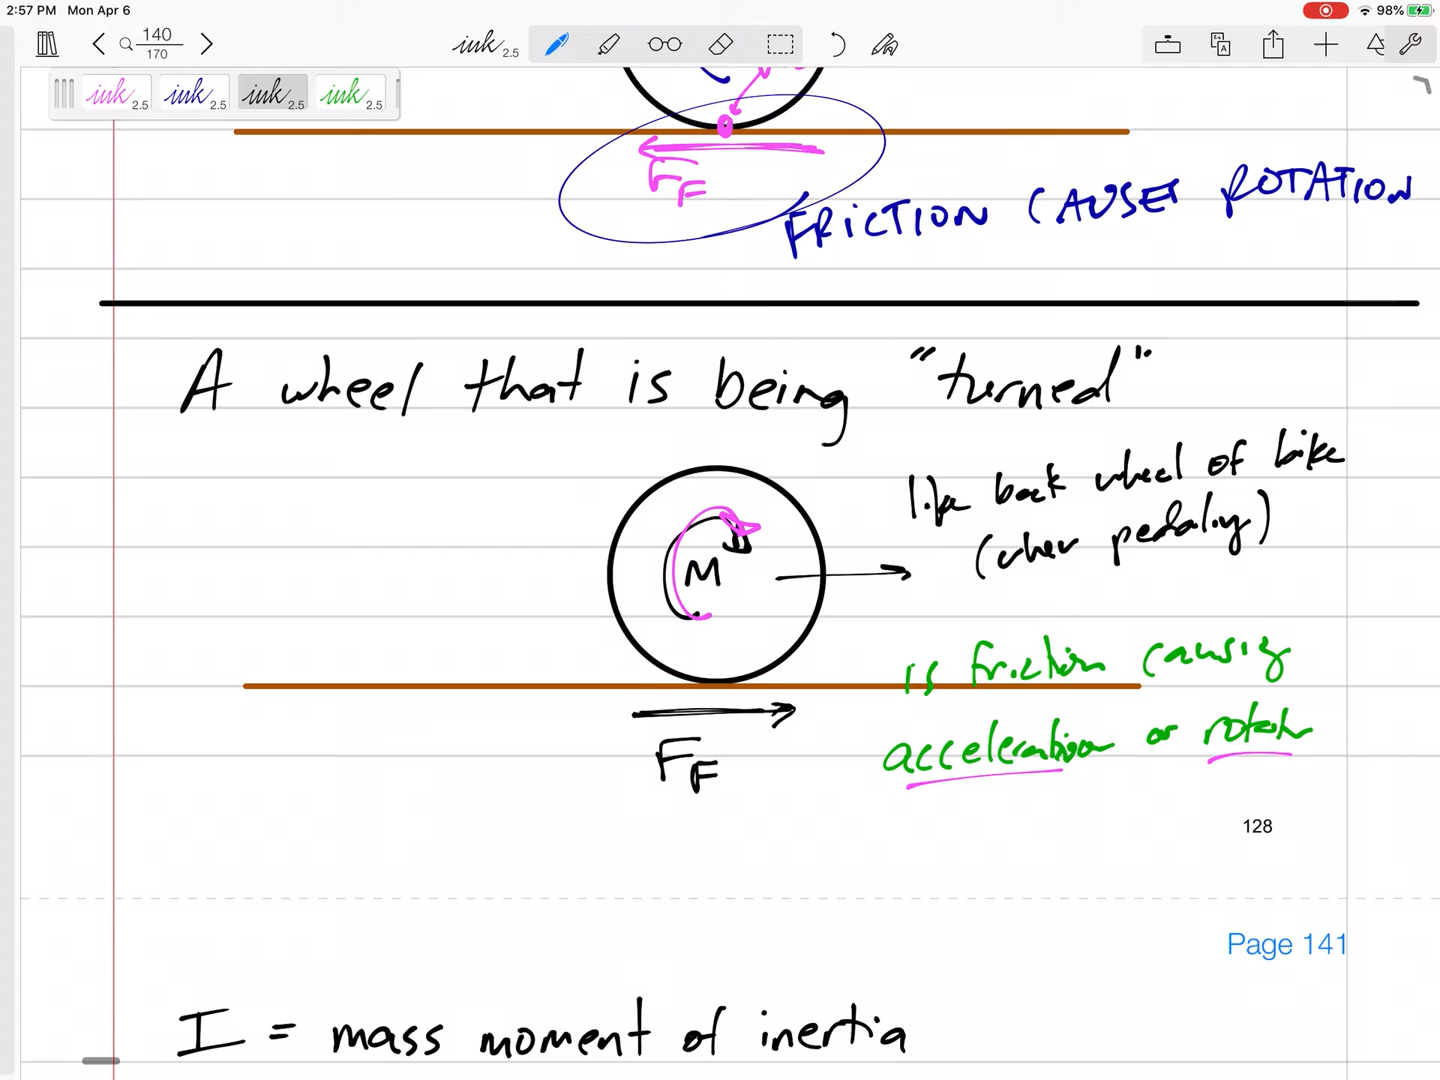 2:57 PM Mon Apr 6
98%
140
170
ink 2.5
ink 2.5 ink 2.5 ink 2.5 ink 2.5
FF
FRICTION CAUSES ROTATION
A wheel that is being "turned"
like back wheel of bike
(when pedaling)
M
is friction causing
acceleration or rotation
FF
128
Page 141
I = mass moment of inertia